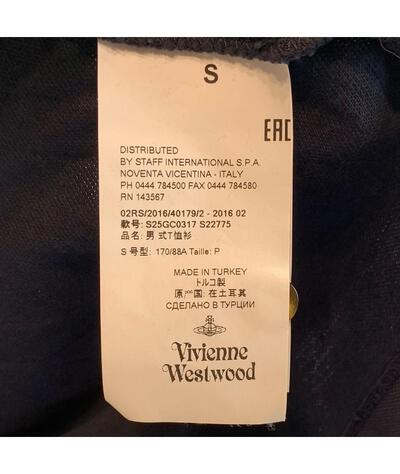 S
EAC
DISTRIBUTED
BY STAFF INTERNATIONAL S.P.A.
NOVENTA VICENTINA - ITALY
PH 0444 784500 FAX 0444 784580
RN 143567
02RS/2016/40179/2 - 2016 02
款号: S25GC0317 S22775
品名: 男 式T恤衫
S 号型: 170/88A Taille: P
MADE IN TURKEY
トルコ製
原产国: 在土耳其
СДЕЛАНО В ТУРЦИИ
Vivienne
Westwood